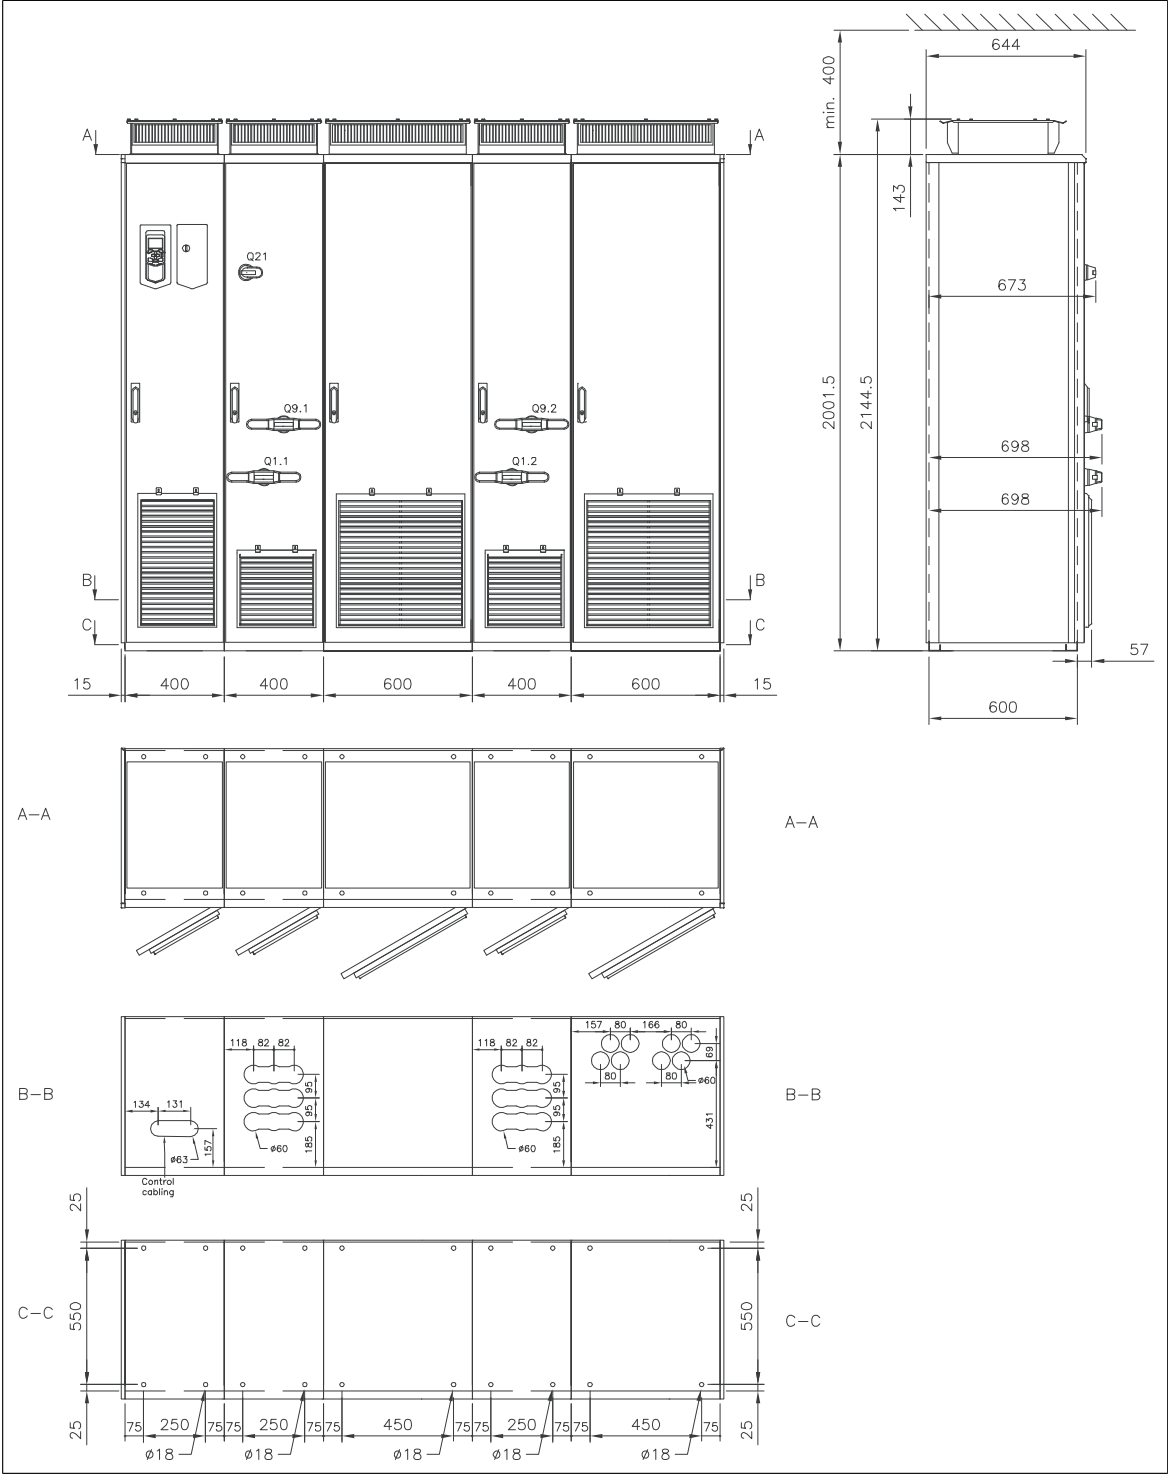 644
min. 400
A
A
143
Q21
673
2001.5
2144.5
Q9.1
Q9.2
698
Q1.1
Q1.2
698
B
B
C
C
57
15
400
400
600
400
600
15
600
A-A
A-A
157
80
166
80
118
82
82
118
82
82
69
80
80
ø60
95
95
B-B
B-B
134
131
95
95
431
157
185
185
ø63
ø60
ø60
Control
cabling
25
25
C-C
550
550
C-C
25
75
250
75
75
250
75
75
450
75
75
250
75
75
450
75
25
ø18
ø18
ø18
ø18
ø18